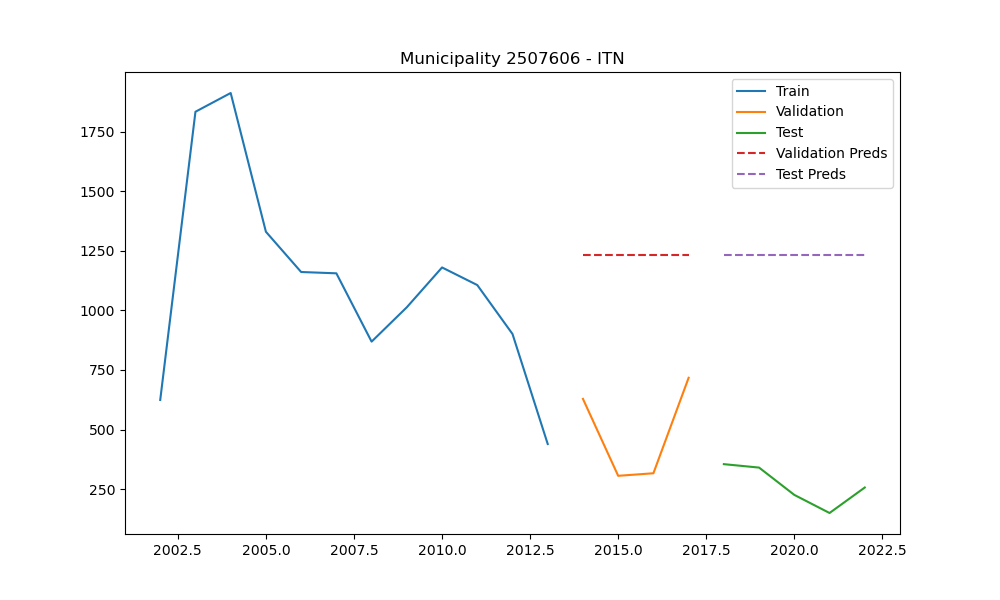 Municipality 2507606 - ITN
Train
Validation
Test
Validation Preds
Test Preds
1750
1500
1250
1000
750
500
250
2002.5 2005.0 2007.5 2010.0 2012.5 2015.0 2017.5 2020.0 2022.5